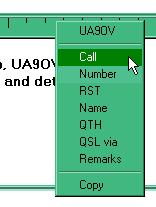 UA9OV
o, UA9OV
Call
and det
Number
RST
Name
QTH
QSL via
Remarks
Copy